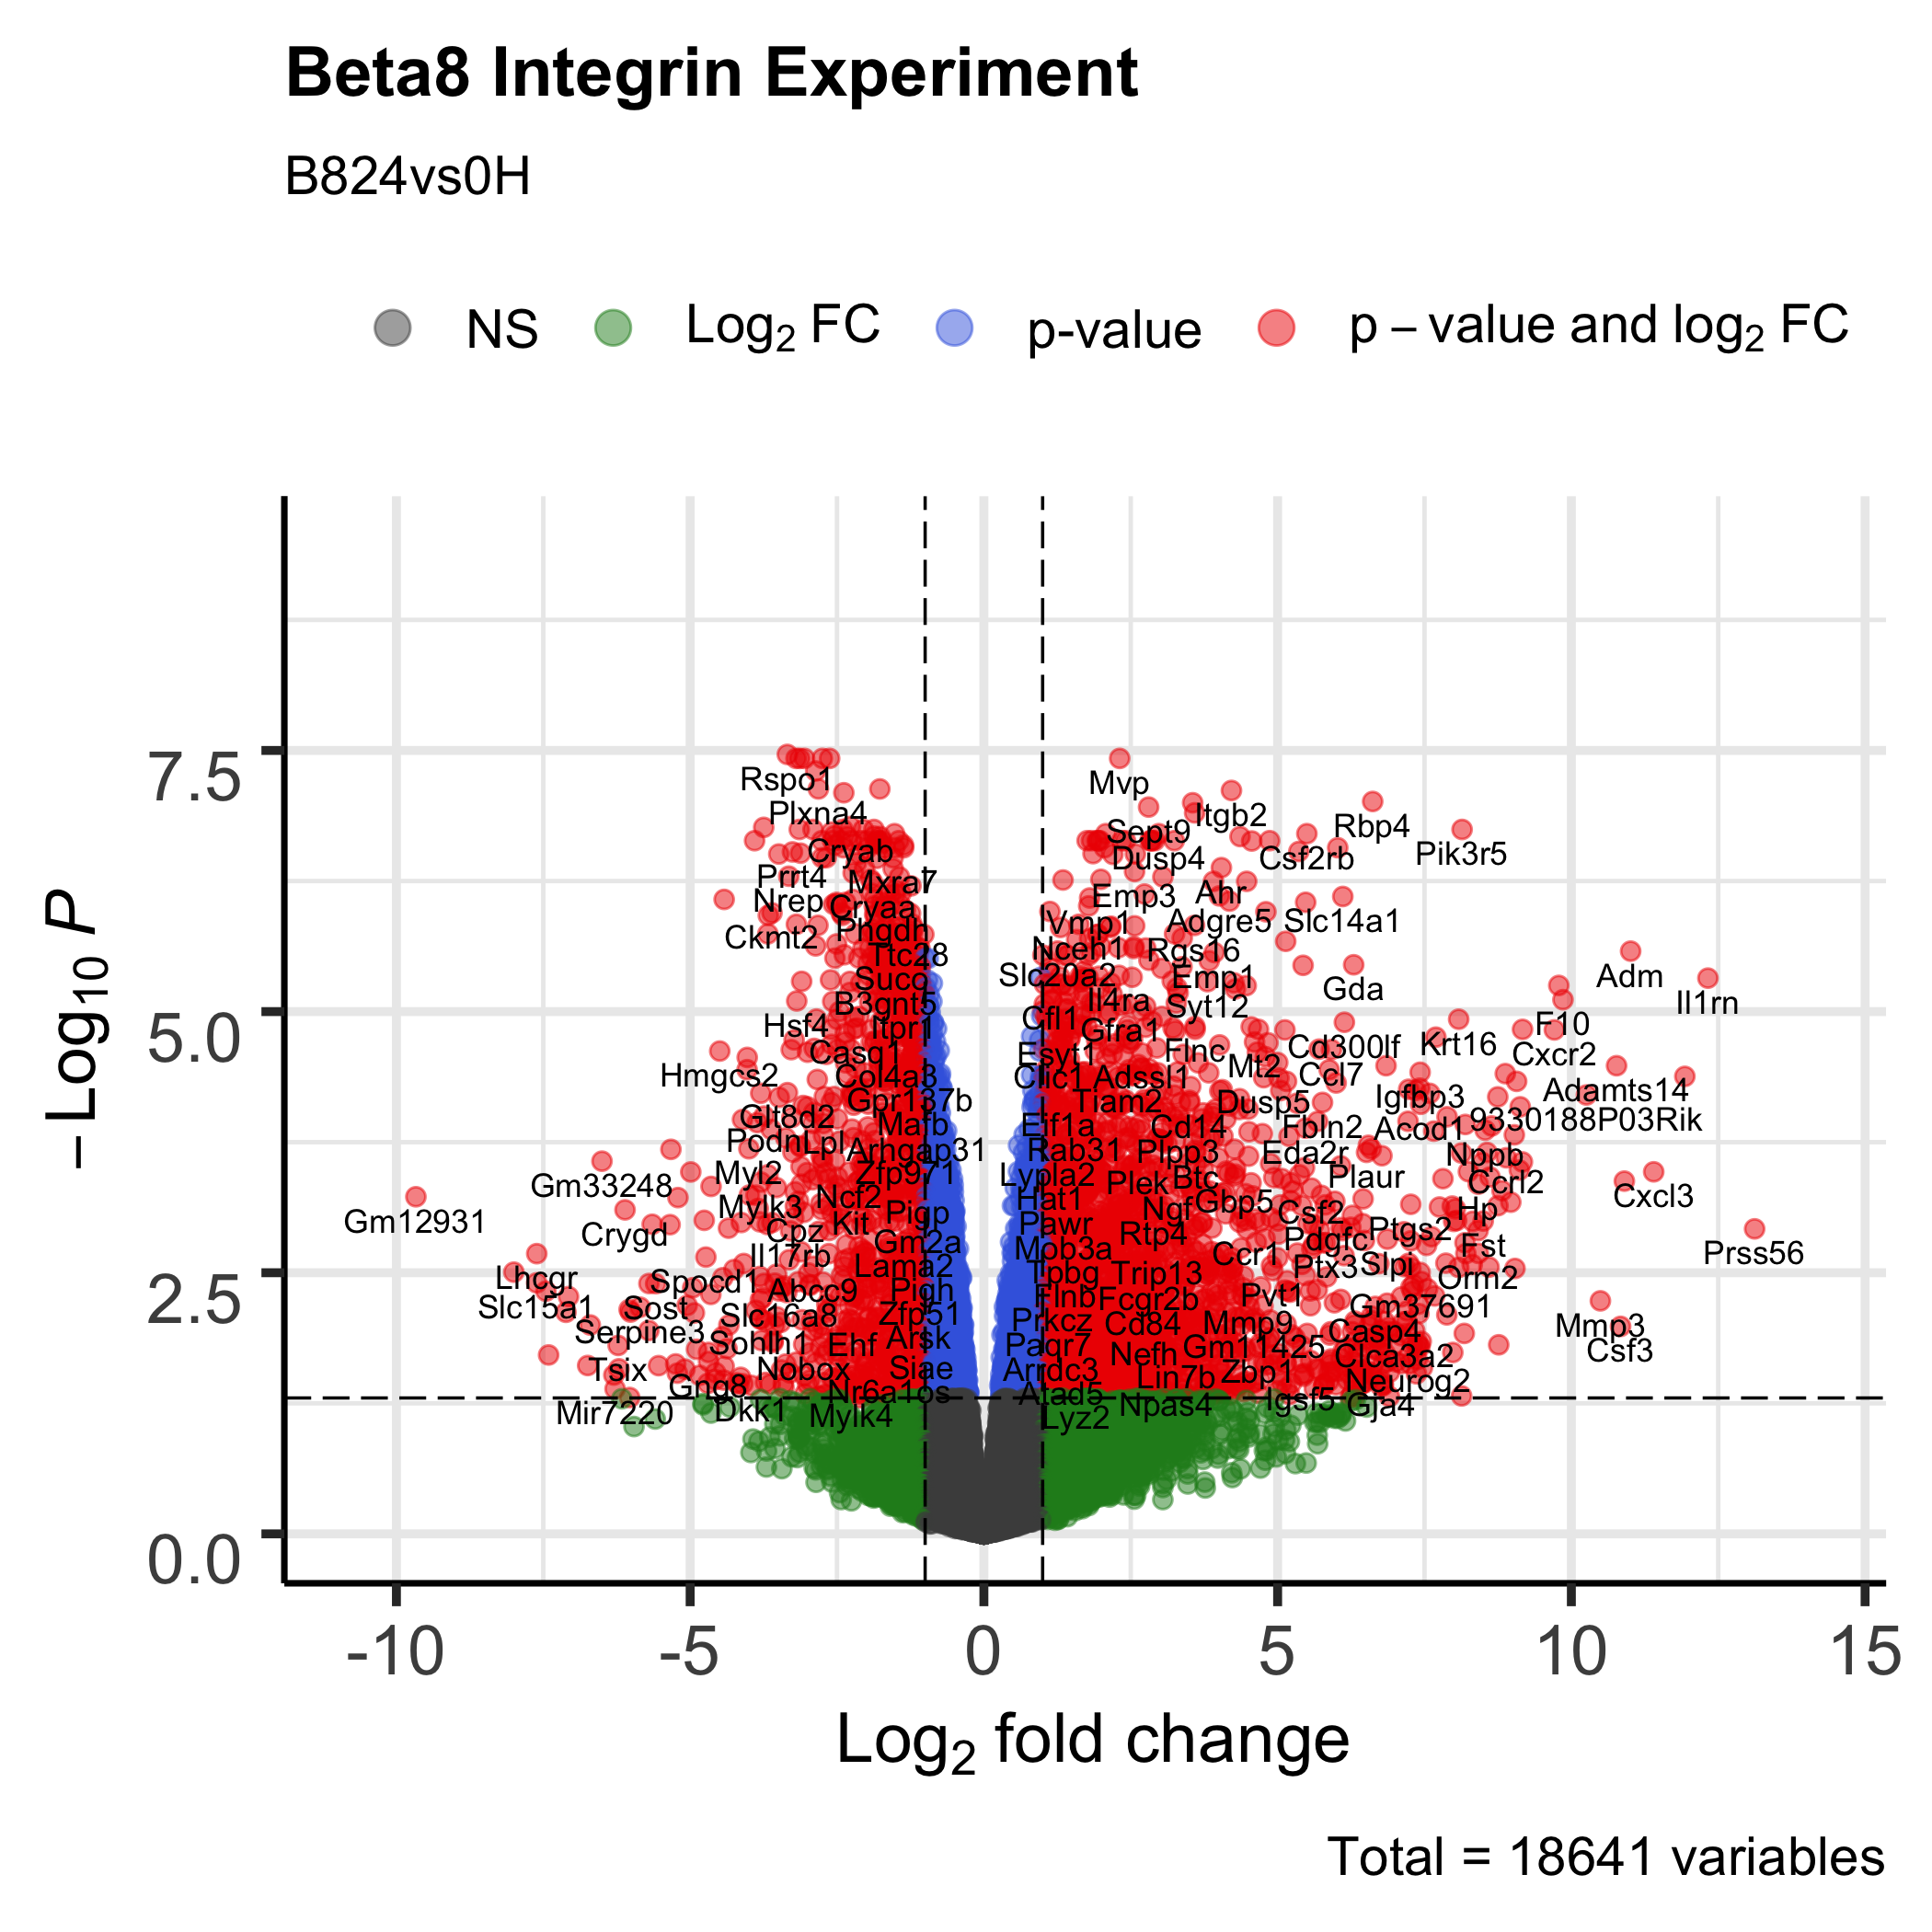 Beta8 Integrin Experiment
B824vs0H
NS Log2 FC p-value p – value and log2 FC
–Log10 P
7.5
5.0
2.5
0.0
Rspo1
Mvp
Plxna4
Itgb2
Rbp4
Sept9
Cryab
Dusp4
Csf2rb
Pik3r5
Prrt4
Mxra7
Nrep
Cryaa
Emp3
Ahr
Ckmt2
Phgdh
Vmp1
Adgre5
Slc14a1
Ttc28
Nceh1
Rgs16
Suco
Slc20a2
Emp1
Gda
Adm
B3gnt5
Il4ra
Syt12
Il1rn
Hsf4
Itpr1
Cfl1
Gfra1
F10
Casq1
Esyt1
Flnc
Cd300lf
Krt16
Cxcr2
Hmgcs2
Col4a3
Clic1
Adssl1
Mt2
Ccl7
Igfbp3
Adamts14
Gpr137b
Tiam2
Dusp5
Glt8d2
Mafb
Eif1a
Cd14
Fbln2
Acod1
9330188P03Rik
Podn
Lpl
Arhgap31
Rab31
Plpp3
Eda2r
Nppb
Gm33248
Myl2
Zfp971
Lypla2
Plek
Btc
Plaur
Ccrl2
Cxcl3
Gm12931
Mylk3
Ncf2
Hat1
Ngf
Gbp5
Csf2
Hp
Crygd
Cpz
Kit
Pigp
Pawr
Rtp4
Pdgfc
Ptgs2
Fst
Il17rb
Gm2a
Mob3a
Ccr1
Prss56
Lhcgr
Spocd1
Abcc9
Lama2
Tpbg
Trip13
Ptx3
Slpi
Orm2
Slc15a1
Sost
Slc16a8
Pigh
Flnb
Fcgr2b
Pvt1
Gm37691
Serpine3
Sohlh1
Ehf
Zfp51
Arsk
Prkcz
Cd84
Mmp9
Casp4
Mmp3
Csf3
Tsix
Nobox
Siae
Paqr7
Nefh
Gm11425
Clca3a2
Gng8
Nr6a1os
Arrdc3
Lin7b
Zbp1
Neurog2
Mir7220
Dkk1
Mylk4
Atad5
Lyz2
Npas4
Igsf5
Gja4
-10 -5 0 5 10 15
Log2 fold change
Total = 18641 variables